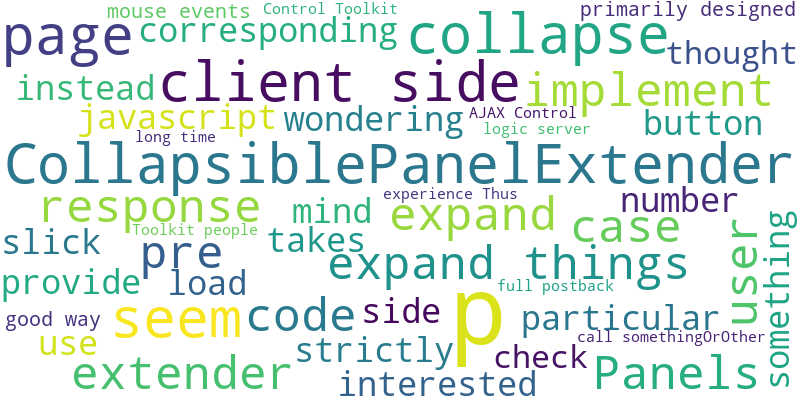 mouse events Control Toolkit primarily designed
page corresponding collapse thought
instead client side implement
javascript wondering AJAX Control button
long time logic server
CollapsiblePanelExtender
response mind experience Thus expand number
slick Toolkit people takes case user something
pre expand things
provide load full postback
good way seem code side p particular
use strictly check call somethingOrOther
extender interested Panels